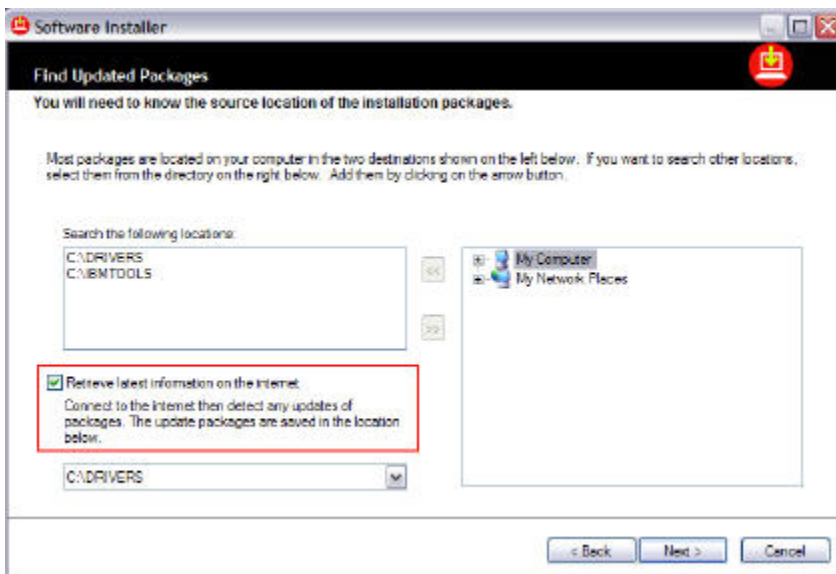 Software Installer
Find Updated Packages
You will need to know the source location of the installation packages.
Most packages are located on your computer in the two destinations shown on the left below. If you want to search other locations,
select them from the directory on the right below. Add them by clicking on the arrow button.
Search the following locations:
C:\DRIVERS
C:\IBMTOOLS
<<
>>
My Computer
My Network Places
Retrieve latest information on the internet
Connect to the internet then detect any updates of
packages. The update packages are saved in the location
below.
C:\DRIVERS
< Back
Next >
Cancel